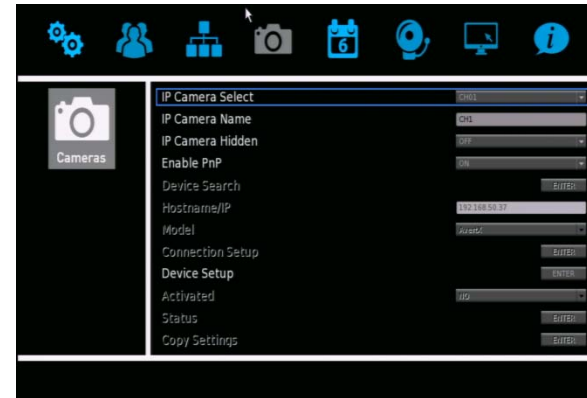 6
i
Cameras
IP Camera Select CH01
IP Camera Name CH1
IP Camera Hidden OFF
Enable PnP ON
Device Search ENTER
Hostname/IP 192.168.50.37
Model AvertX
Connection Setup ENTER
Device Setup ENTER
Activated NO
Status ENTER
Copy Settings ENTER